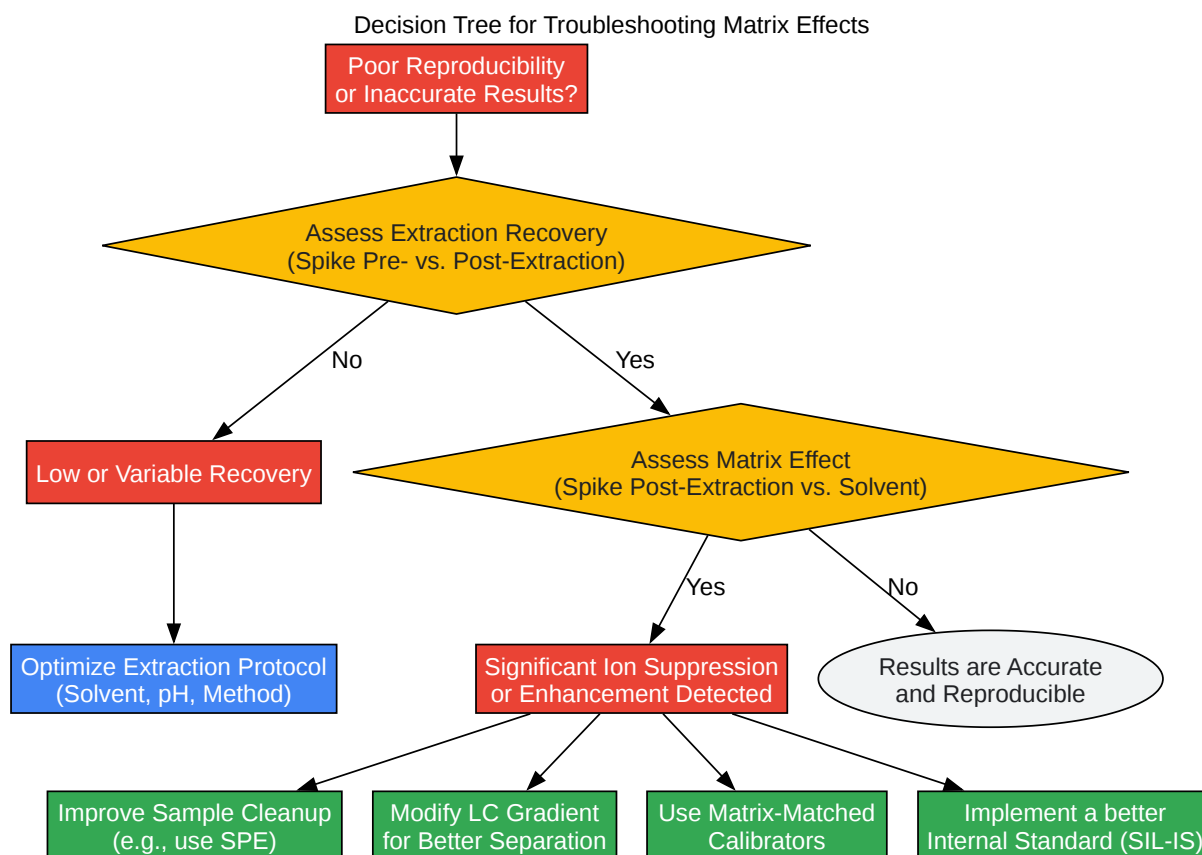 Decision Tree for Troubleshooting Matrix Effects
Poor Reproducibility
or Inaccurate Results?
Assess Extraction Recovery
(Spike Pre- vs. Post-Extraction)
No
Yes
Low or Variable Recovery
Assess Matrix Effect
(Spike Post-Extraction vs. Solvent)
Yes
No
Optimize Extraction Protocol
(Solvent, pH, Method)
Significant Ion Suppression
or Enhancement Detected
Results are Accurate
and Reproducible
Improve Sample Cleanup
(e.g., use SPE)
Modify LC Gradient
for Better Separation
Use Matrix-Matched
Calibrators
Implement a better
Internal Standard (SIL-IS)